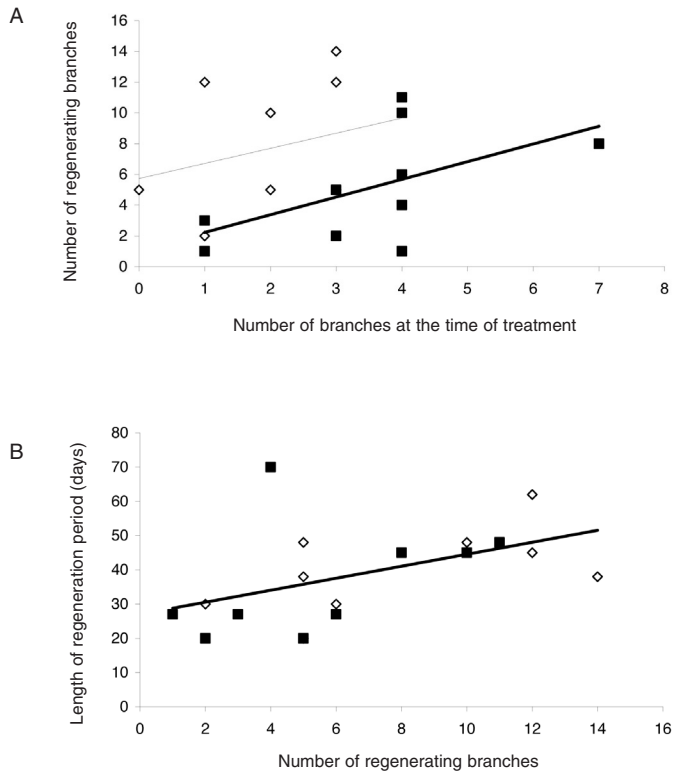 A
16
14
12
10
8
6
4
2
0
Number of regenerating branches
0 1 2 3 4 5 6 7 8
Number of branches at the time of treatment
B
80
70
60
50
40
30
20
10
0
Length of regeneration period (days)
0 2 4 6 8 10 12 14 16
Number of regenerating branches